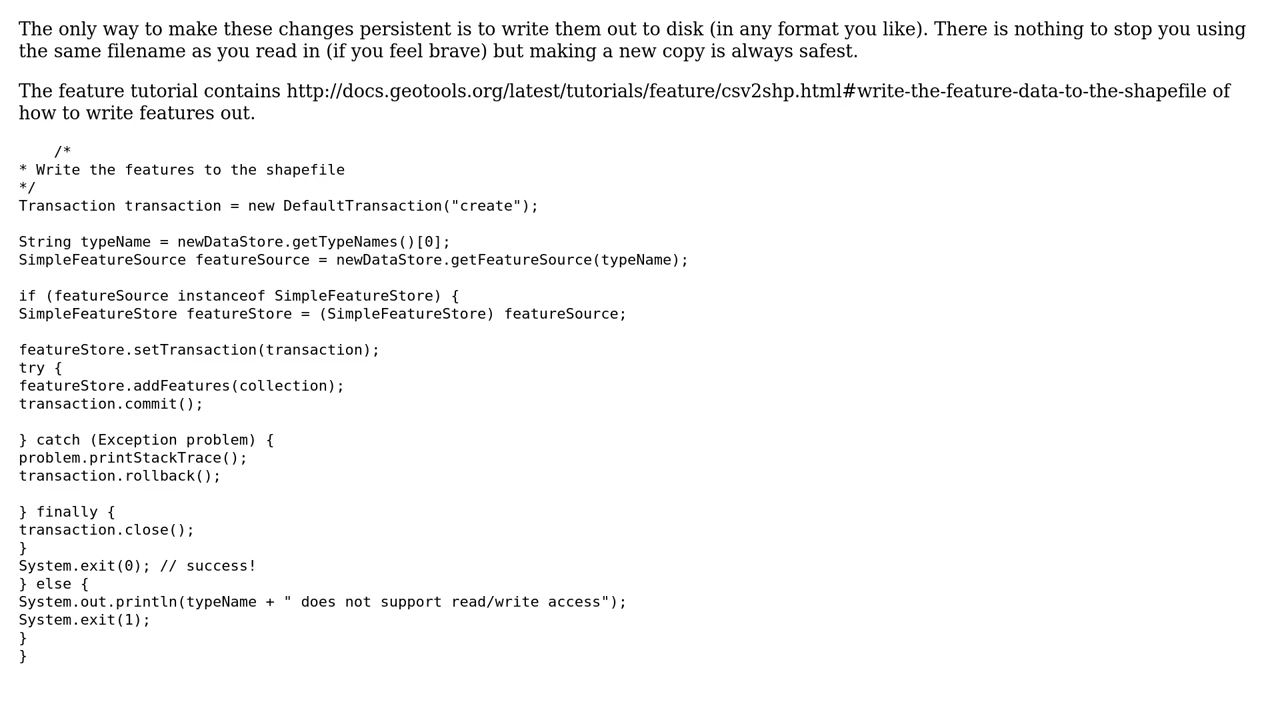 The only way to make these changes persistent is to write them out to disk (in any format you like). There is nothing to stop you using
the same filename as you read in (if you feel brave) but making a new copy is always safest.
The feature tutorial contains http://docs.geotools.org/latest/tutorials/feature/csv2shp.html#write-the-feature-data-to-the-shapefile of
how to write features out.
/*
* Write the features to the shapefile
*/
Transaction transaction = new DefaultTransaction("create");
String typeName = newDataStore.getTypeNames()[0];
SimpleFeatureSource featureSource = newDataStore.getFeatureSource(typeName);
if (featureSource instanceof SimpleFeatureStore) {
SimpleFeatureStore featureStore = (SimpleFeatureStore) featureSource;
featureStore.setTransaction(transaction);
try {
featureStore.addFeatures(collection);
transaction.commit();
} catch (Exception problem) {
problem.printStackTrace();
transaction.rollback();
} finally {
transaction.close();
}
System.exit(0); // success!
} else {
System.out.println(typeName + " does not support read/write access");
System.exit(1);
}
}